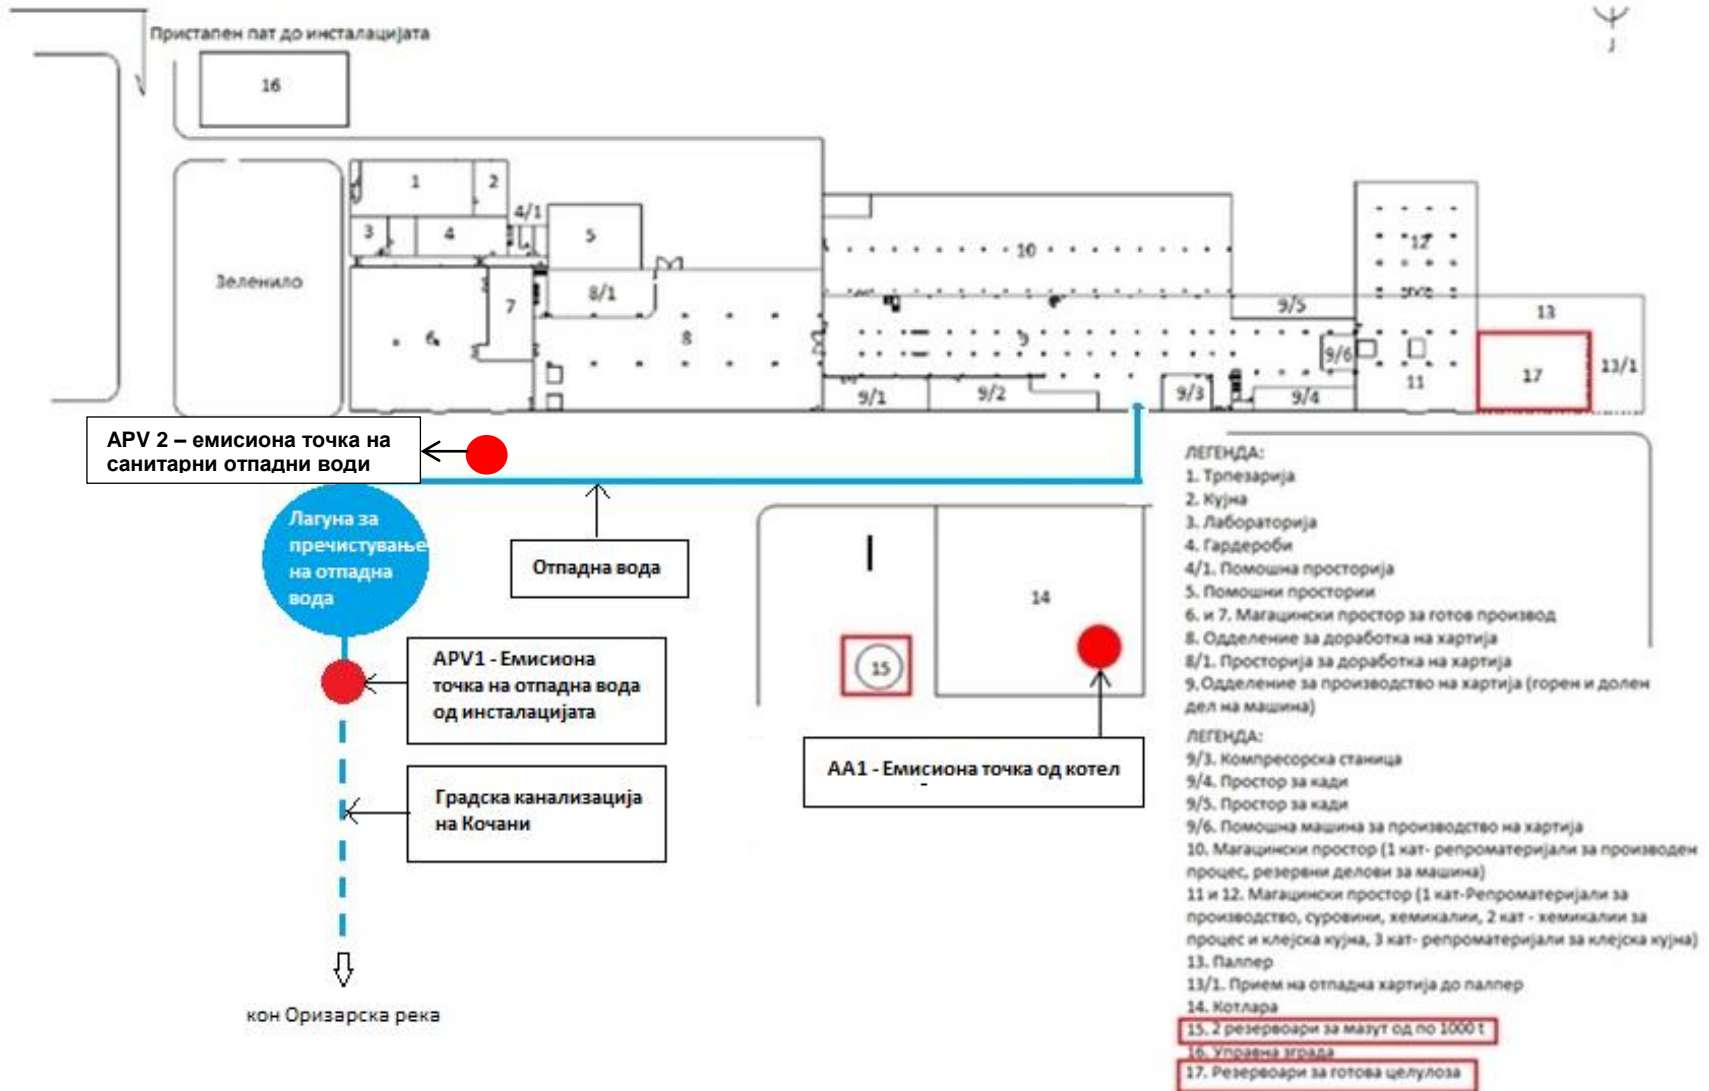 Пристапен пат до инсталацијата
Ј
16
1
2
3
4
4/1
5
Зеленило
6
7
8/1
8
10
9
9/1
9/2
9/3
9/4
9/5
9/6
12
11
13
17
13/1
APV 2 – емисиона точка на
санитарни отпадни води
Лагуна за
пречистување
на отпадна
вода
Отпадна вода
14
15
APV1 - Емисиона
точка на отпадна вода
од инсталацијата
АА1 - Емисиона точка од котел
Градска канализација
на Кочани
кон Оризарска река
ЛЕГЕНДА:
1. Трпезарија
2. Кујна
3. Лабораторија
4. Гардероби
4/1. Помошна просторија
5. Помошни простории
6. и 7. Магацински простор за готов производ
8. Одделение за доработка на хартија
8/1. Просторија за доработка на хартија
9. Одделение за производство на хартија (горен и долен
дел на машина)
ЛЕГЕНДА:
9/3. Компресорска станица
9/4. Простор за кади
9/5. Простор за кади
9/6. Помошна машина за производство на хартија
10. Магацински простор (1 кат- репроматеријали за производен
процес, резервни делови за машина)
11 и 12. Магацински простор (1 кат-Репроматеријали за
производство, суровини, хемикалии, 2 кат - хемикалии за
процес и клејска кујна, 3 кат- репроматеријали за клејска кујна)
13. Палпер
13/1. Прием на отпадна хартија до палпер
14. Котлара
15. 2 резервоари за мазут од по 1000 t
16. Управна зграда
17. Резервоари за готова целулоза